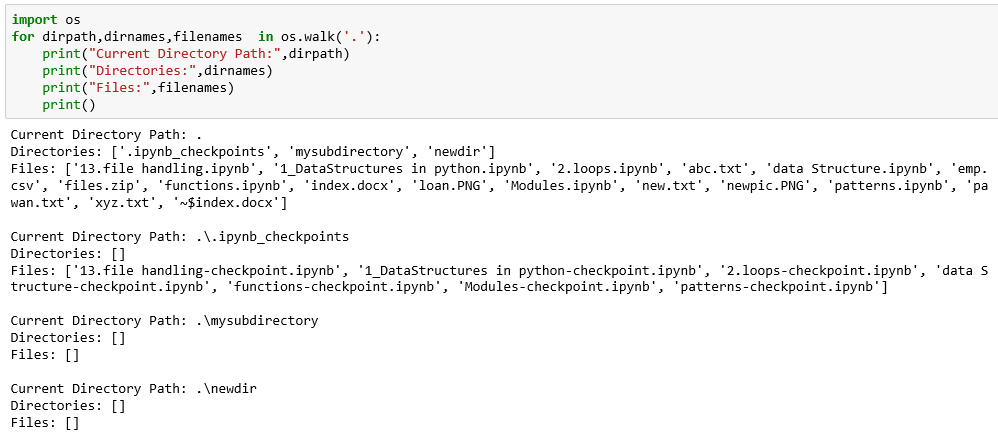 import os
for dirpath,dirnames,filenames  in os.walk('.'):
    print("Current Directory Path:",dirpath)
    print("Directories:",dirnames)
    print("Files:",filenames)
    print()
Current Directory Path: .
Directories: ['.ipynb_checkpoints', 'mysubdirectory', 'newdir']
Files: ['13.file handling.ipynb', '1_DataStructures in python.ipynb', '2.loops.ipynb', 'abc.txt', 'data Structure.ipynb', 'emp.
csv', 'files.zip', 'functions.ipynb', 'index.docx', 'loan.PNG', 'Modules.ipynb', 'new.txt', 'newpic.PNG', 'patterns.ipynb', 'pa
wan.txt', 'xyz.txt', '~$index.docx']

Current Directory Path: .\.ipynb_checkpoints
Directories: []
Files: ['13.file handling-checkpoint.ipynb', '1_DataStructures in python-checkpoint.ipynb', '2.loops-checkpoint.ipynb', 'data S
tructure-checkpoint.ipynb', 'functions-checkpoint.ipynb', 'Modules-checkpoint.ipynb', 'patterns-checkpoint.ipynb']

Current Directory Path: .\mysubdirectory
Directories: []
Files: []

Current Directory Path: .\newdir
Directories: []
Files: []